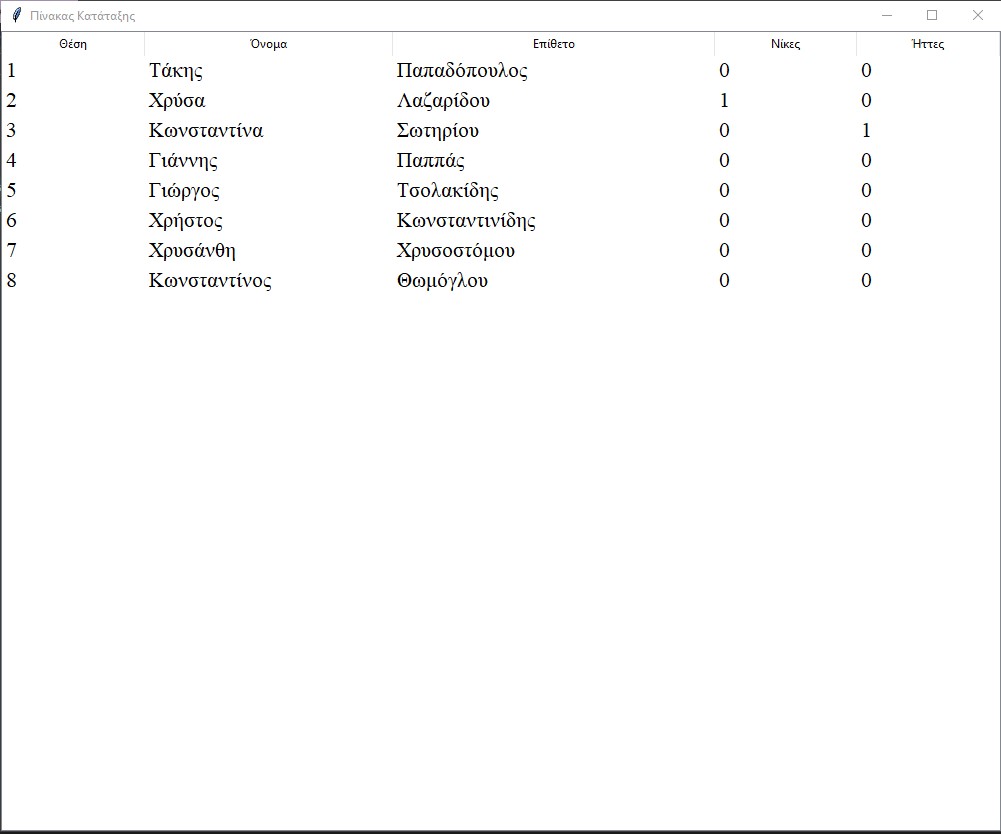 Πίνακας Κατάταξης
Θέση Όνομα Επίθετο Νίκες Ήττες
1 Τάκης Παπαδόπουλος 0 0
2 Χρύσα Λαζαρίδου 1 0
3 Κωνσταντίνα Σωτηρίου 0 1
4 Γιάννης Παππάς 0 0
5 Γιώργος Τσολακίδης 0 0
6 Χρήστος Κωνσταντινίδης 0 0
7 Χρυσάνθη Χρυσοστόμου 0 0
8 Κωνσταντίνος Θωμόγλου 0 0